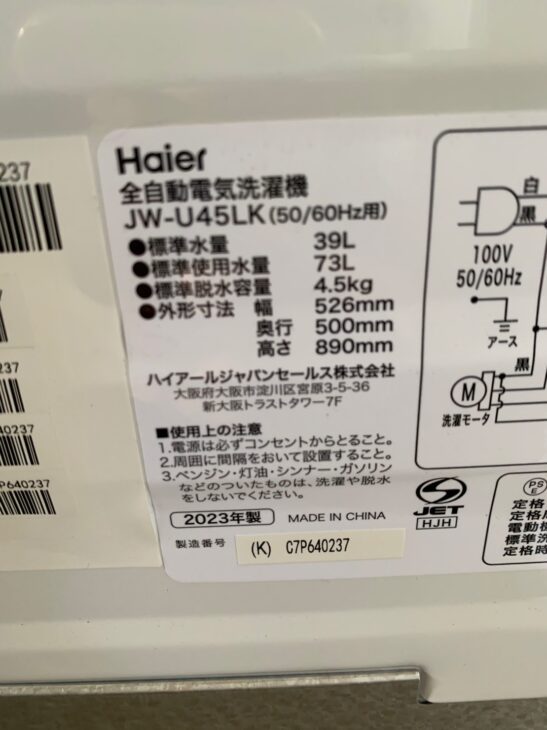 0237
237
0237
P640237
Haier
全自動電気洗濯機
JW-U45LK (50/60Hz用)
●標準水量 39L
●標準使用水量 73L
●標準脱水容量 4.5kg
●外形寸法 幅 526mm
奥行 500mm
高さ 890mm
ハイアールジャパンセールス株式会社
大阪府大阪市淀川区宮原3-5-36
新大阪トラストタワー7F
■使用上の注意
1.電源は必ずコンセントからとること。
2.周囲に間隔をおいて設置すること。
3.ベンジン・灯油・シンナー・ガソリン
などのついたものは、洗濯や脱水
をしないでください。
2023年製 MADE IN CHINA
製造番号 (K) C7P640237
白
黒
100V
50/60Hz
アース
黒
M
洗濯モータ
S
JET
HJH
PS
E
定格
定格
電動機
標準洗
定格時